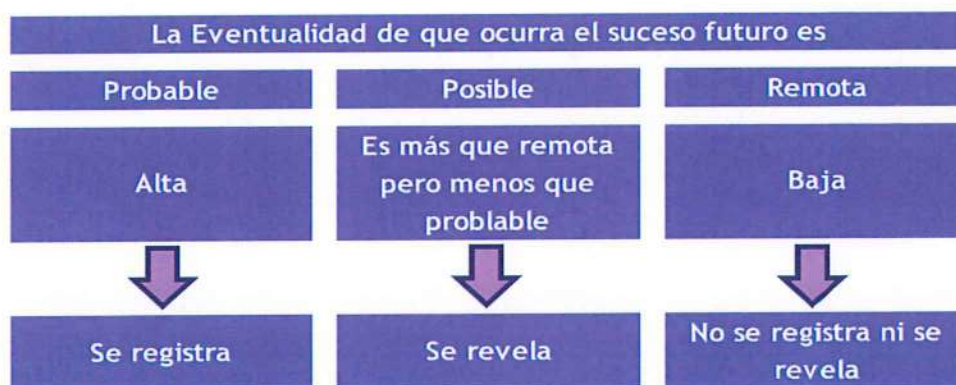 La Eventualidad de que ocurra el suceso futuro es
Probable
Posible
Remota
Alta
Es más que remota
pero menos que
problable
Baja
Se registra
Se revela
No se registra ni se
revela